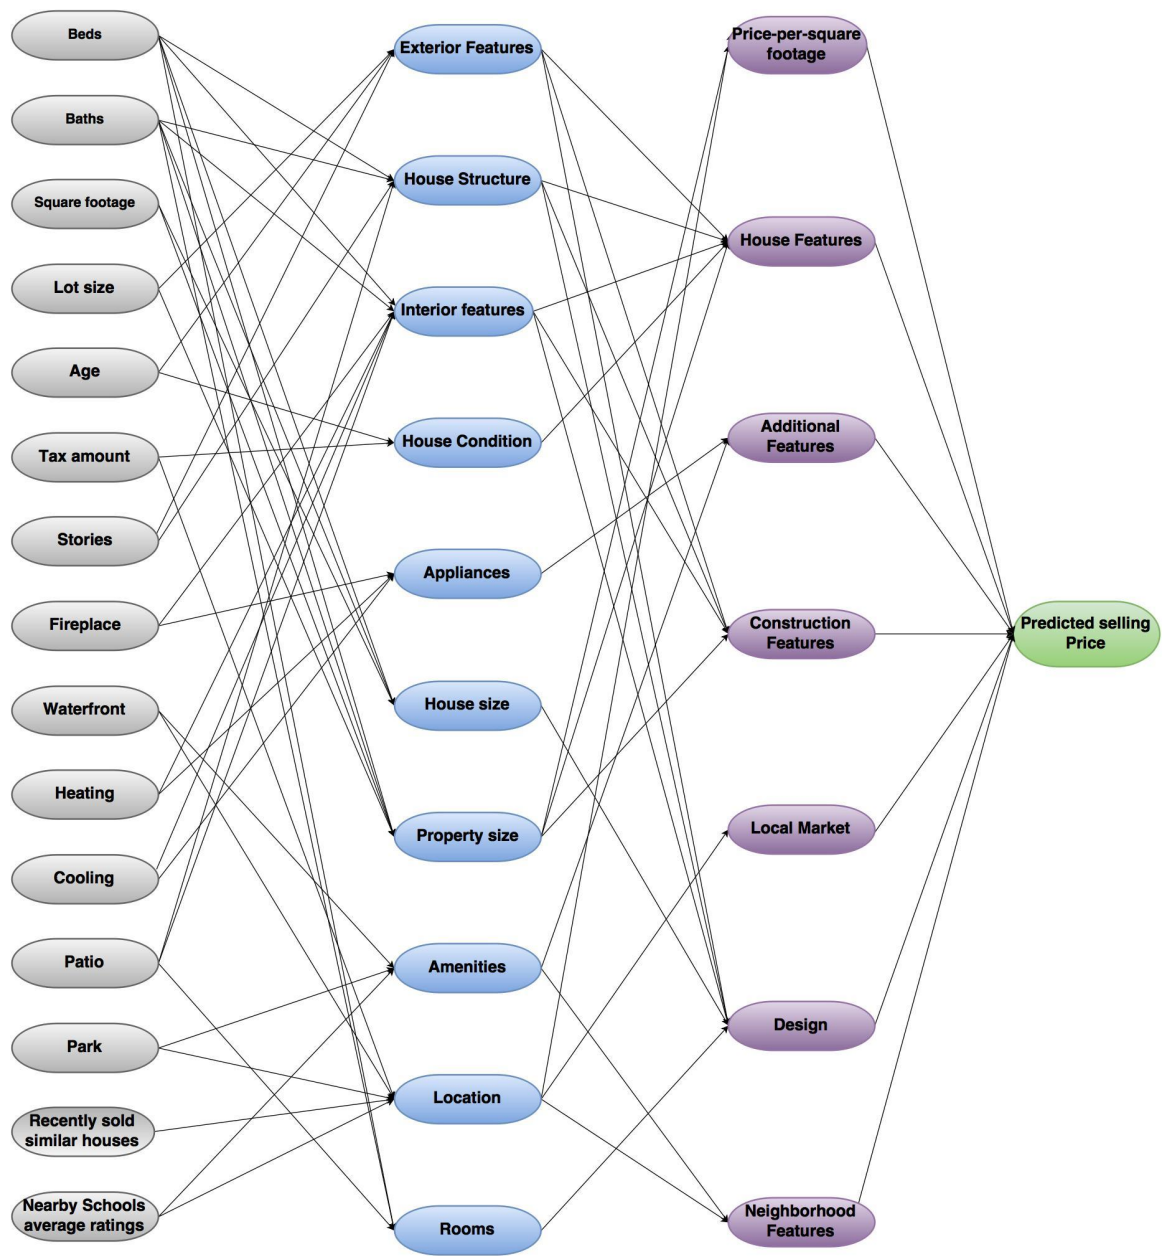 Beds
Baths
Square footage
Lot size
Age
Tax amount
Stories
Fireplace
Waterfront
Heating
Cooling
Patio
Park
Recently sold
similar houses
Nearby Schools
average ratings
Exterior Features
House Structure
Interior features
House Condition
Appliances
House size
Property size
Amenities
Location
Rooms
Price-per-square
footage
House Features
Additional
Features
Construction
Features
Local Market
Design
Neighborhood
Features
Predicted selling
Price